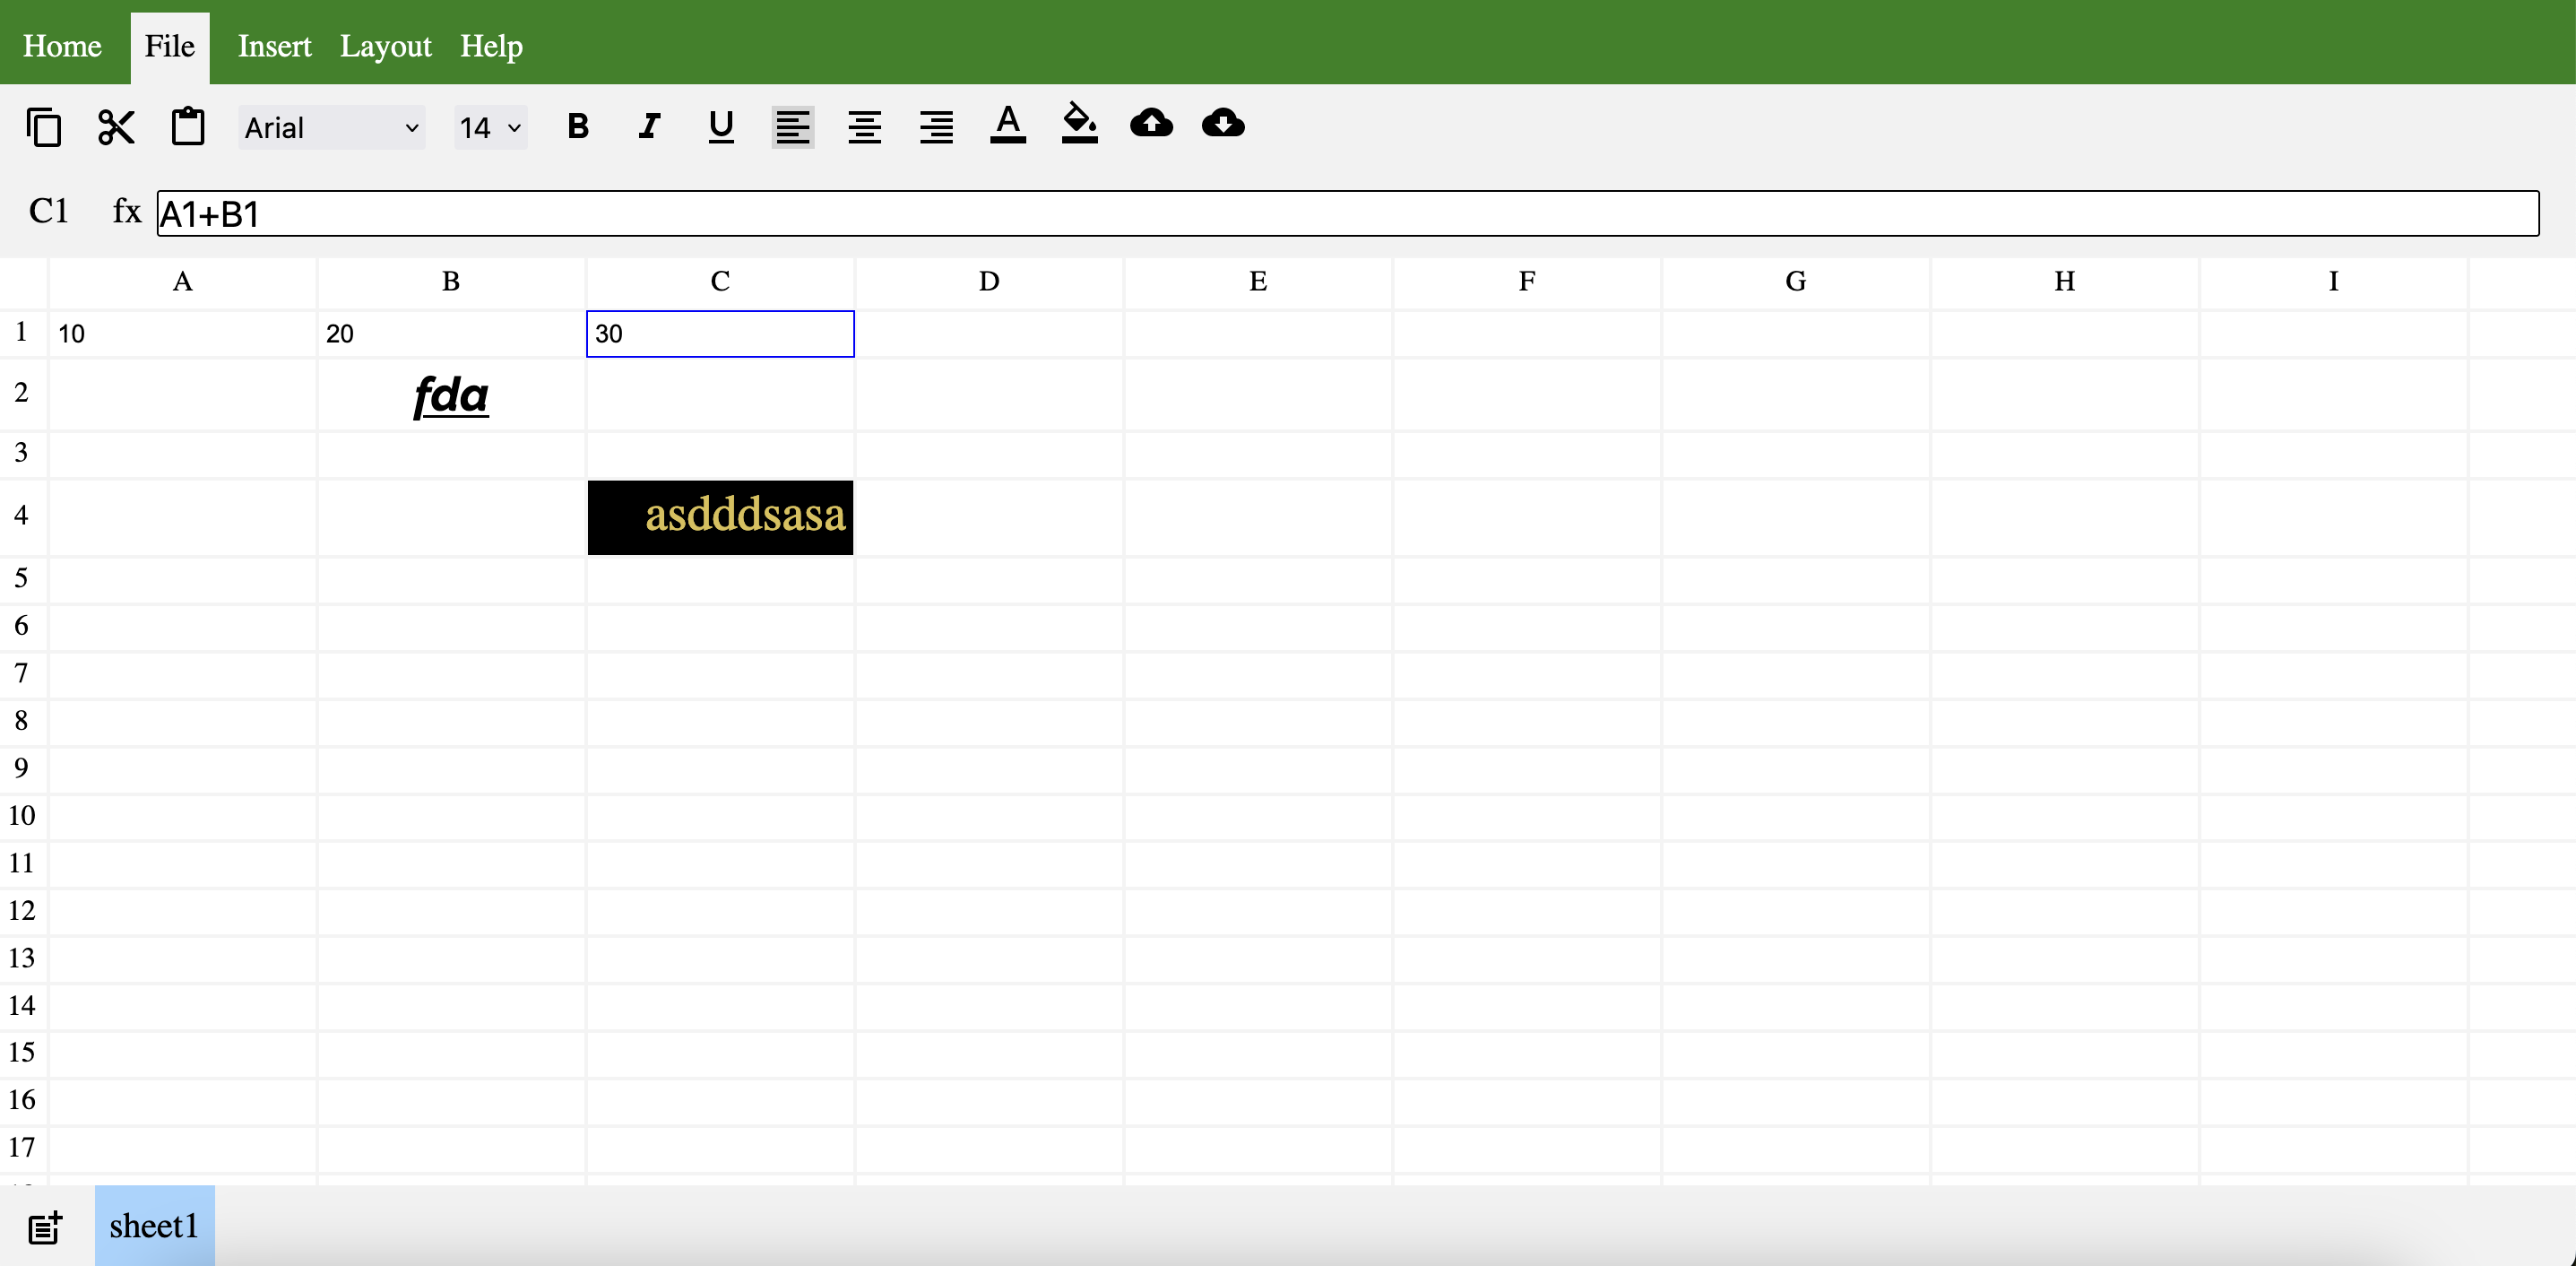 Home File Insert Layout Help
Arial 14 B I U A
C1 fx A1+B1
A B C D E F G H I
1 10 20 30
2 fda
3
4 asdddsasa
5
6
7
8
9
10
11
12
13
14
15
16
17
sheet1